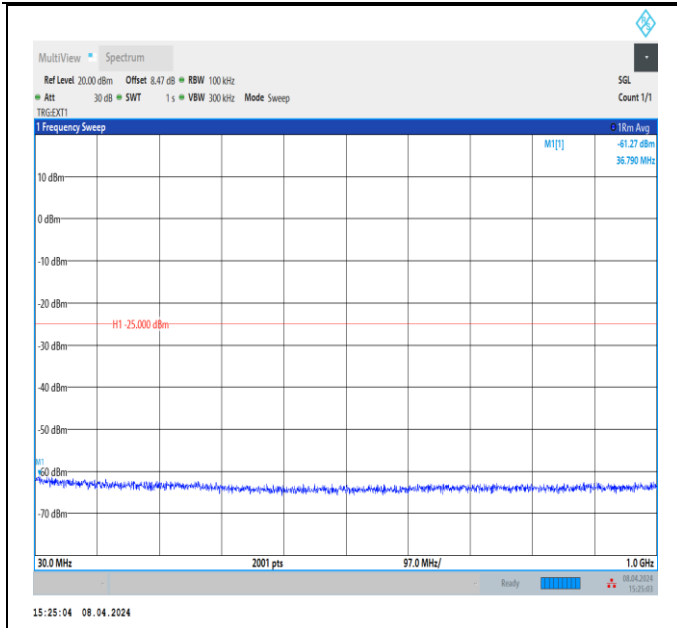 MultiView Spectrum
Ref Level 20.00 dBm Offset 8.47 dB RBW 100 kHz SGL
Att 30 dB SWT 1 s VBW 300 kHz Mode Sweep Count 1/1
TRG:EXT1
1 Frequency Sweep 1Rm Avg
M1[1] -61.27 dBm
36.790 MHz
10 dBm
0 dBm
-10 dBm
-20 dBm
H1 -25.000 dBm
-30 dBm
-40 dBm
-50 dBm
M1
-60 dBm
-70 dBm
30.0 MHz 2001 pts 97.0 MHz/ 1.0 GHz
Ready 08.04.2024
15:25:03
15:25:04 08.04.2024